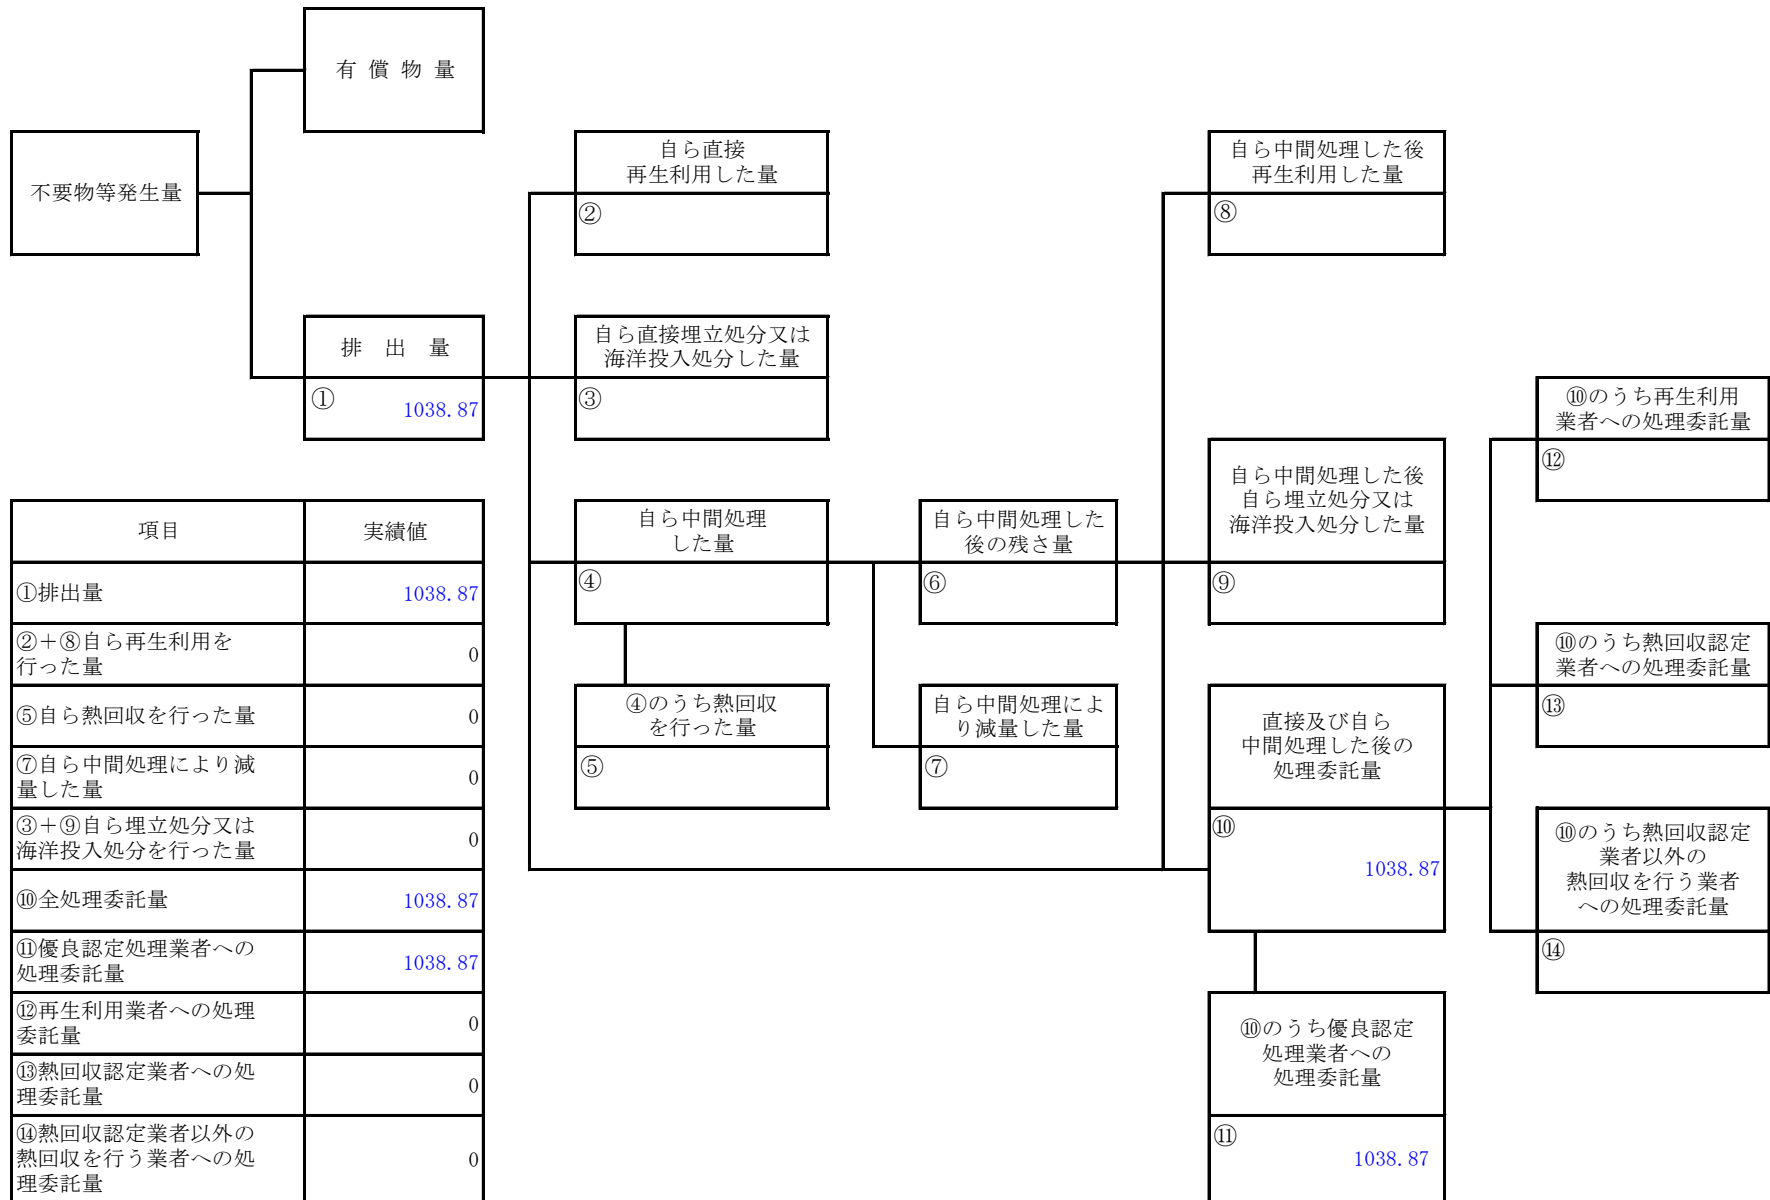 有償物量
不要物等発生量
排出量
① 1038.87
自ら直接
再生利用した量
②
自ら直接埋立処分又は
海洋投入処分した量
③
自ら中間処理
した量
④
④のうち熱回収
を行った量
⑤
自ら中間処理した
後の残さ量
⑥
自ら中間処理によ
り減量した量
⑦
自ら中間処理した後
再生利用した量
⑧
自ら中間処理した後
自ら埋立処分又は
海洋投入処分した量
⑨
直接及び自ら
中間処理した後の
処理委託量
⑩
1038.87
⑩のうち優良認定
処理業者への
処理委託量
⑪
1038.87
⑩のうち再生利用
業者への処理委託量
⑫
⑩のうち熱回収認定
業者への処理委託量
⑬
⑩のうち熱回収認定
業者以外の
熱回収を行う業者
への処理委託量
⑭
項目 実績値
①排出量 1038.87
②+⑧自ら再生利用を
行った量 0
⑤自ら熱回収を行った量 0
⑦自ら中間処理により減
量した量 0
③+⑨自ら埋立処分又は
海洋投入処分を行った量 0
⑩全処理委託量 1038.87
⑪優良認定処理業者への
処理委託量 1038.87
⑫再生利用業者への処理
委託量 0
⑬熱回収認定業者への処
理委託量 0
⑭熱回収認定業者以外の
熱回収を行う業者への処
理委託量 0